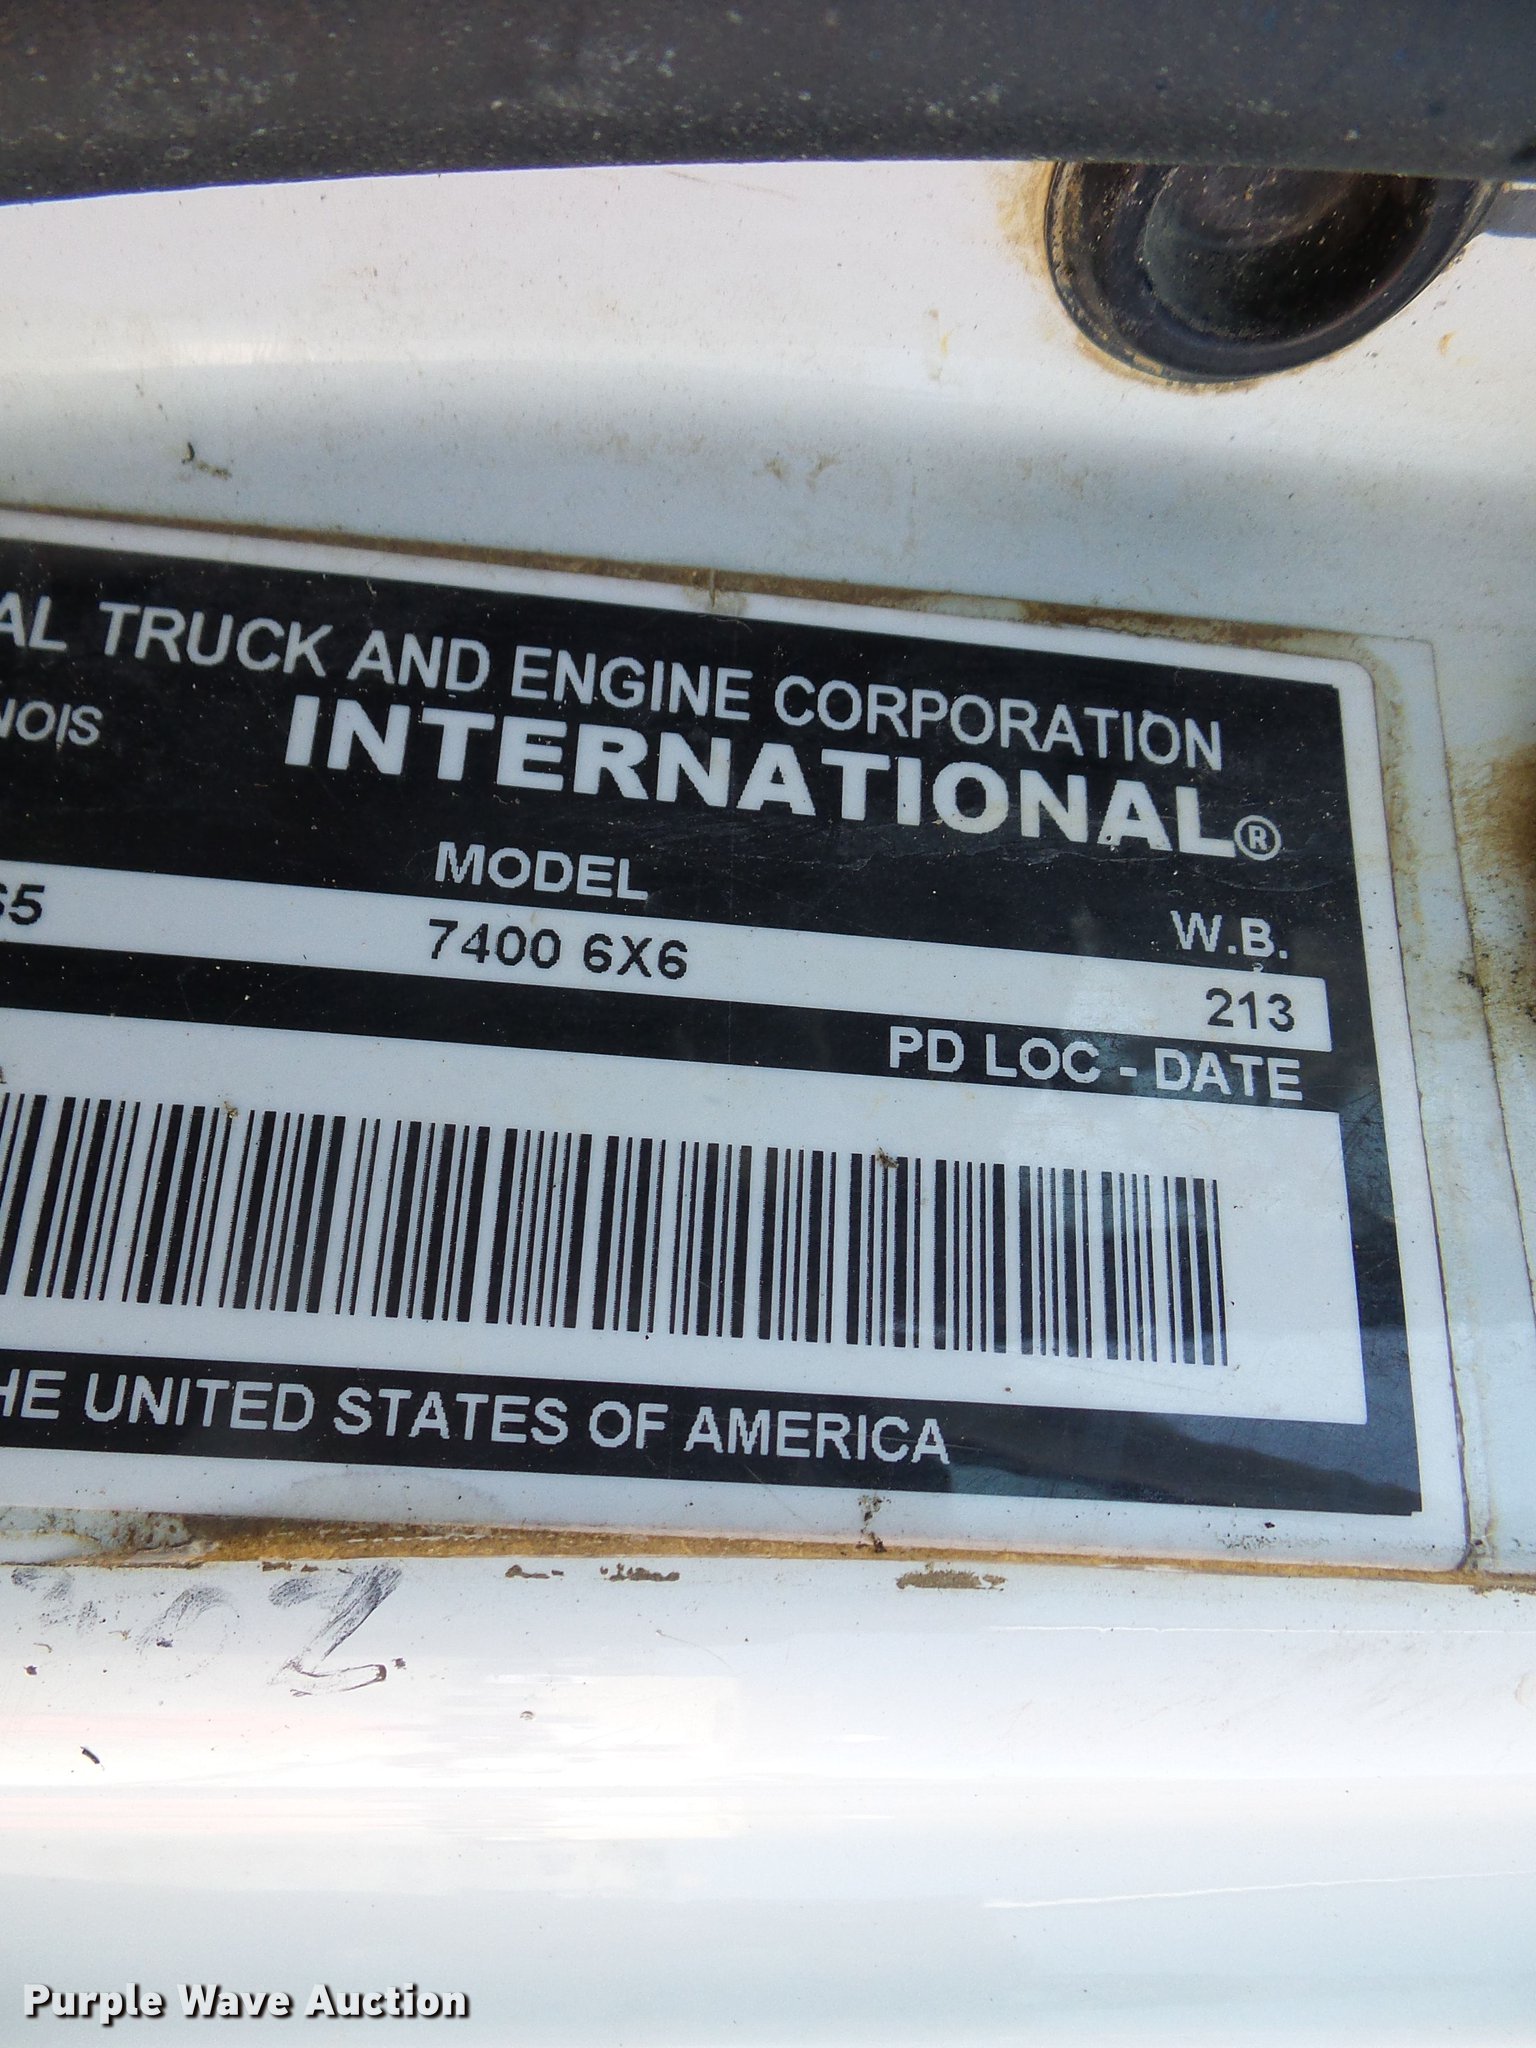 AL TRUCK AND ENGINE CORPORATION
NOIS
INTERNATIONAL®
MODEL
W.B.
65
7400 6X6
213
PD LOC - DATE
HE UNITED STATES OF AMERICA
Purple Wave Auction